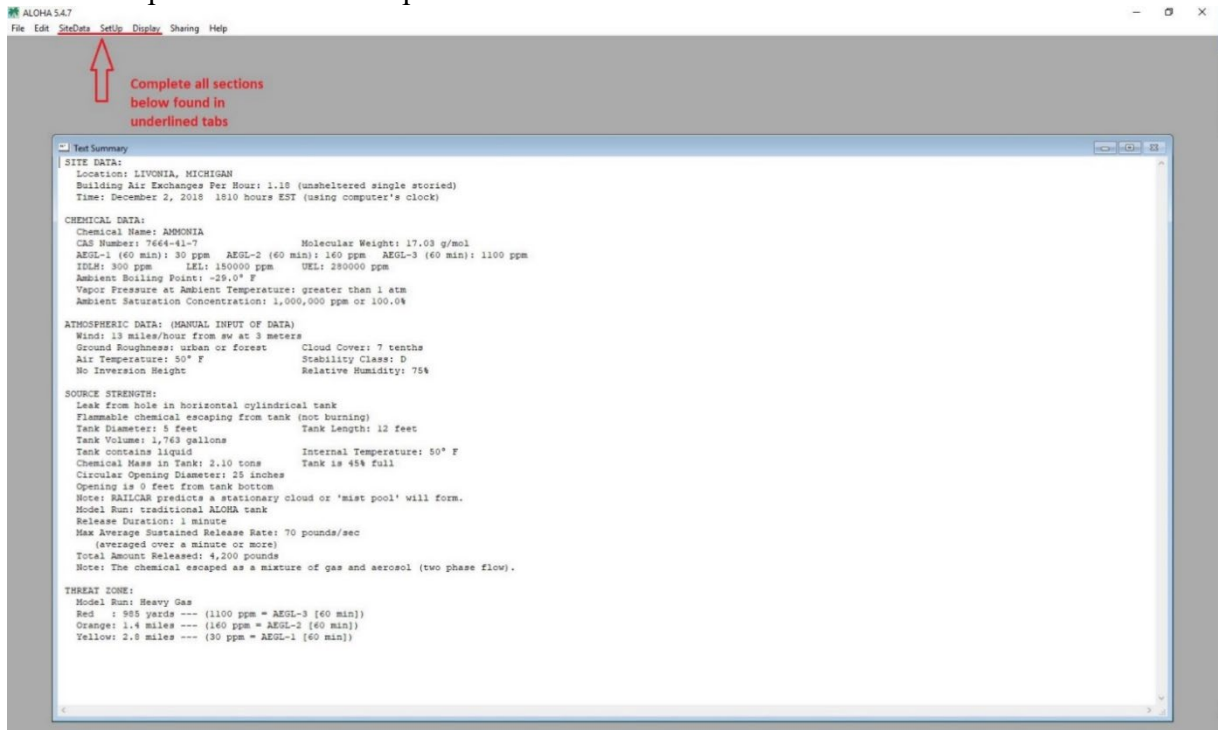 ALOHA 5.4.7
File Edit SiteData SetUp Display Sharing Help
Complete all sections
below found in
underlined tabs
Text Summary
SITE DATA:
Location: LIVONIA, MICHIGAN
Building Air Exchanges Per Hour: 1.18 (unsheltered single storied)
Time: December 2, 2018 1810 hours EST (using computer's clock)
CHEMICAL DATA:
Chemical Name: AMMONIA
CAS Number: 7664-41-7 Molecular Weight: 17.03 g/mol
AEGL-1 (60 min): 30 ppm AEGL-2 (60 min): 160 ppm AEGL-3 (60 min): 1100 ppm
IDLH: 300 ppm LEL: 150000 ppm UEL: 280000 ppm
Ambient Boiling Point: -29.0° F
Vapor Pressure at Ambient Temperature: greater than 1 atm
Ambient Saturation Concentration: 1,000,000 ppm or 100.0%
ATMOSPHERIC DATA: (MANUAL INPUT OF DATA)
Wind: 13 miles/hour from sw at 3 meters
Ground Roughness: urban or forest Cloud Cover: 7 tenths
Air Temperature: 50° F Stability Class: D
No Inversion Height Relative Humidity: 75%
SOURCE STRENGTH:
Leak from hole in horizontal cylindrical tank
Flammable chemical escaping from tank (not burning)
Tank Diameter: 5 feet Tank Length: 12 feet
Tank Volume: 1,763 gallons
Tank contains liquid Internal Temperature: 50° F
Chemical Mass in Tank: 2.10 tons Tank is 45% full
Circular Opening Diameter: 25 inches
Opening is 0 feet from tank bottom
Note: RAILCAR predicts a stationary cloud or 'mist pool' will form.
Model Run: traditional ALOHA tank
Release Duration: 1 minute
Max Average Sustained Release Rate: 70 pounds/sec
(averaged over a minute or more)
Total Amount Released: 4,200 pounds
Note: The chemical escaped as a mixture of gas and aerosol (two phase flow).
THREAT ZONE:
Model Run: Heavy Gas
Red : 985 yards --- (1100 ppm = AEGL-3 [60 min])
Orange: 1.4 miles --- (160 ppm = AEGL-2 [60 min])
Yellow: 2.8 miles --- (30 ppm = AEGL-1 [60 min])